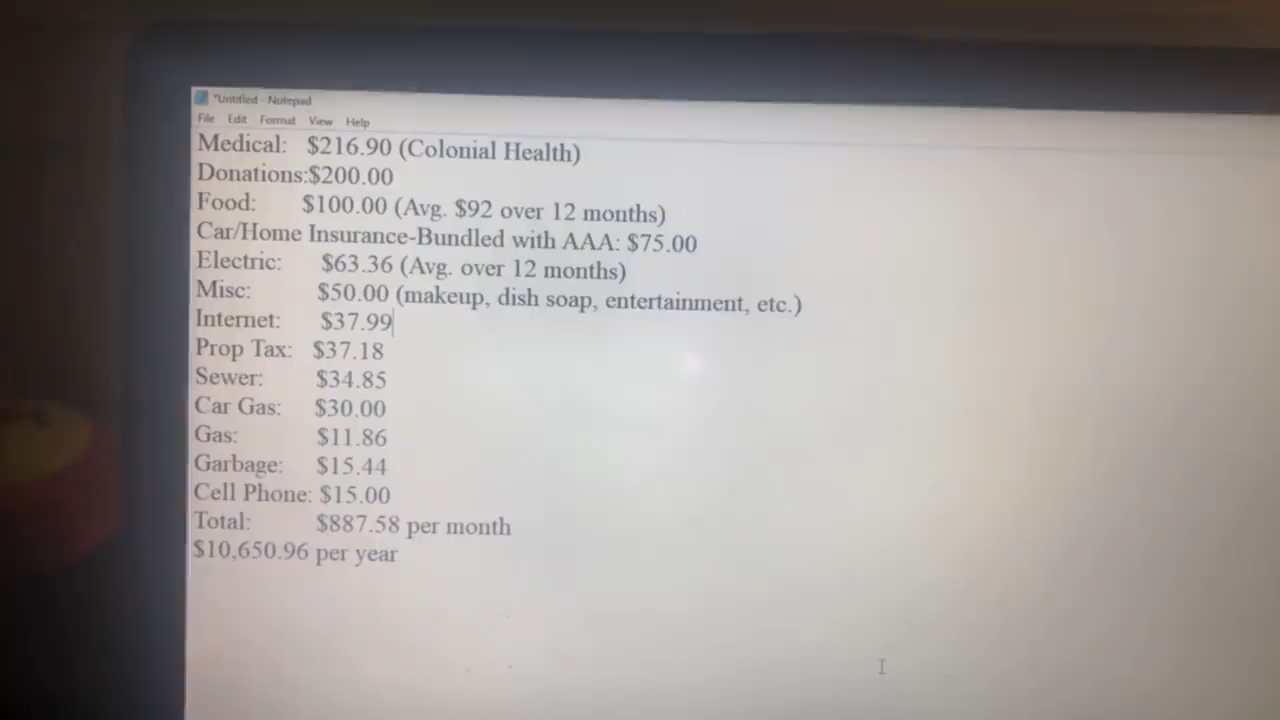 *Untitled - Notepad
File Edit Format View Help
Medical: $216.90 (Colonial Health)
Donations:$200.00
Food: $100.00 (Avg. $92 over 12 months)
Car/Home Insurance-Bundled with AAA: $75.00
Electric: $63.36 (Avg. over 12 months)
Misc: $50.00 (makeup, dish soap, entertainment, etc.)
Internet: $37.99
Prop Tax: $37.18
Sewer: $34.85
Car Gas: $30.00
Gas: $11.86
Garbage: $15.44
Cell Phone: $15.00
Total: $887.58 per month
$10,650.96 per year